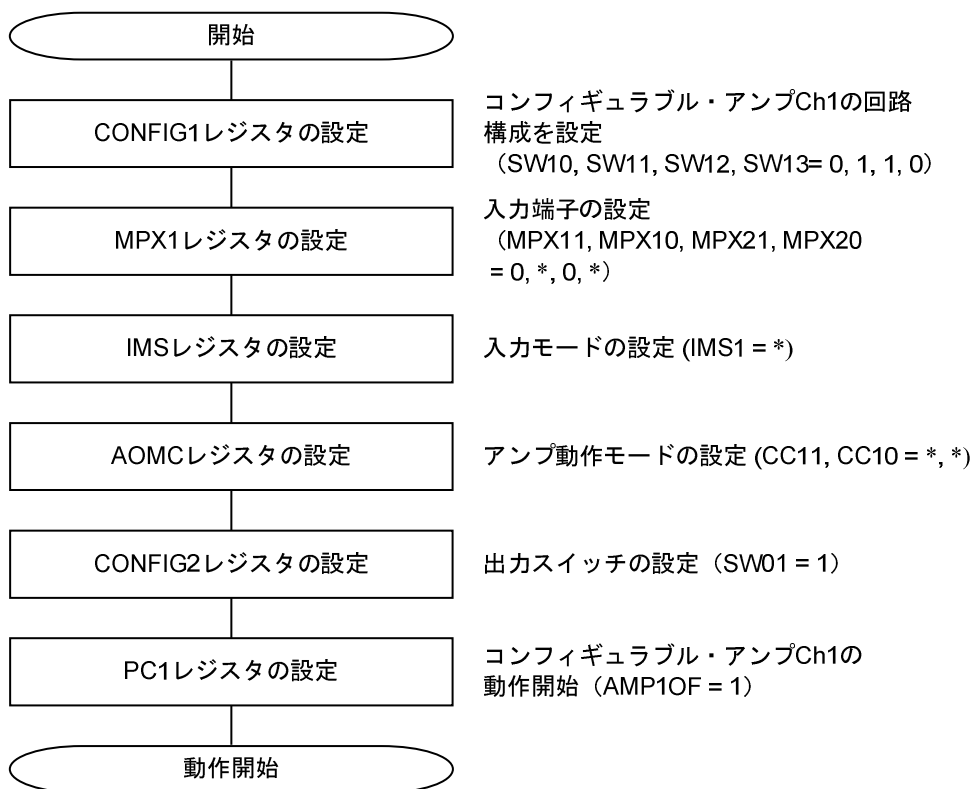 開始
CONFIG1レジスタの設定
コンフィギュラブル・アンプCh1の回路
構成を設定
（SW10, SW11, SW12, SW13= 0, 1, 1, 0）
MPX1レジスタの設定
入力端子の設定
（MPX11, MPX10, MPX21, MPX20
= 0, *, 0, *）
IMSレジスタの設定
入力モードの設定 (IMS1 = *)
AOMCレジスタの設定
アンプ動作モードの設定 (CC11, CC10 = *, *)
CONFIG2レジスタの設定
出力スイッチの設定（SW01 = 1）
PC1レジスタの設定
コンフィギュラブル・アンプCh1の
動作開始（AMP1OF = 1）
動作開始